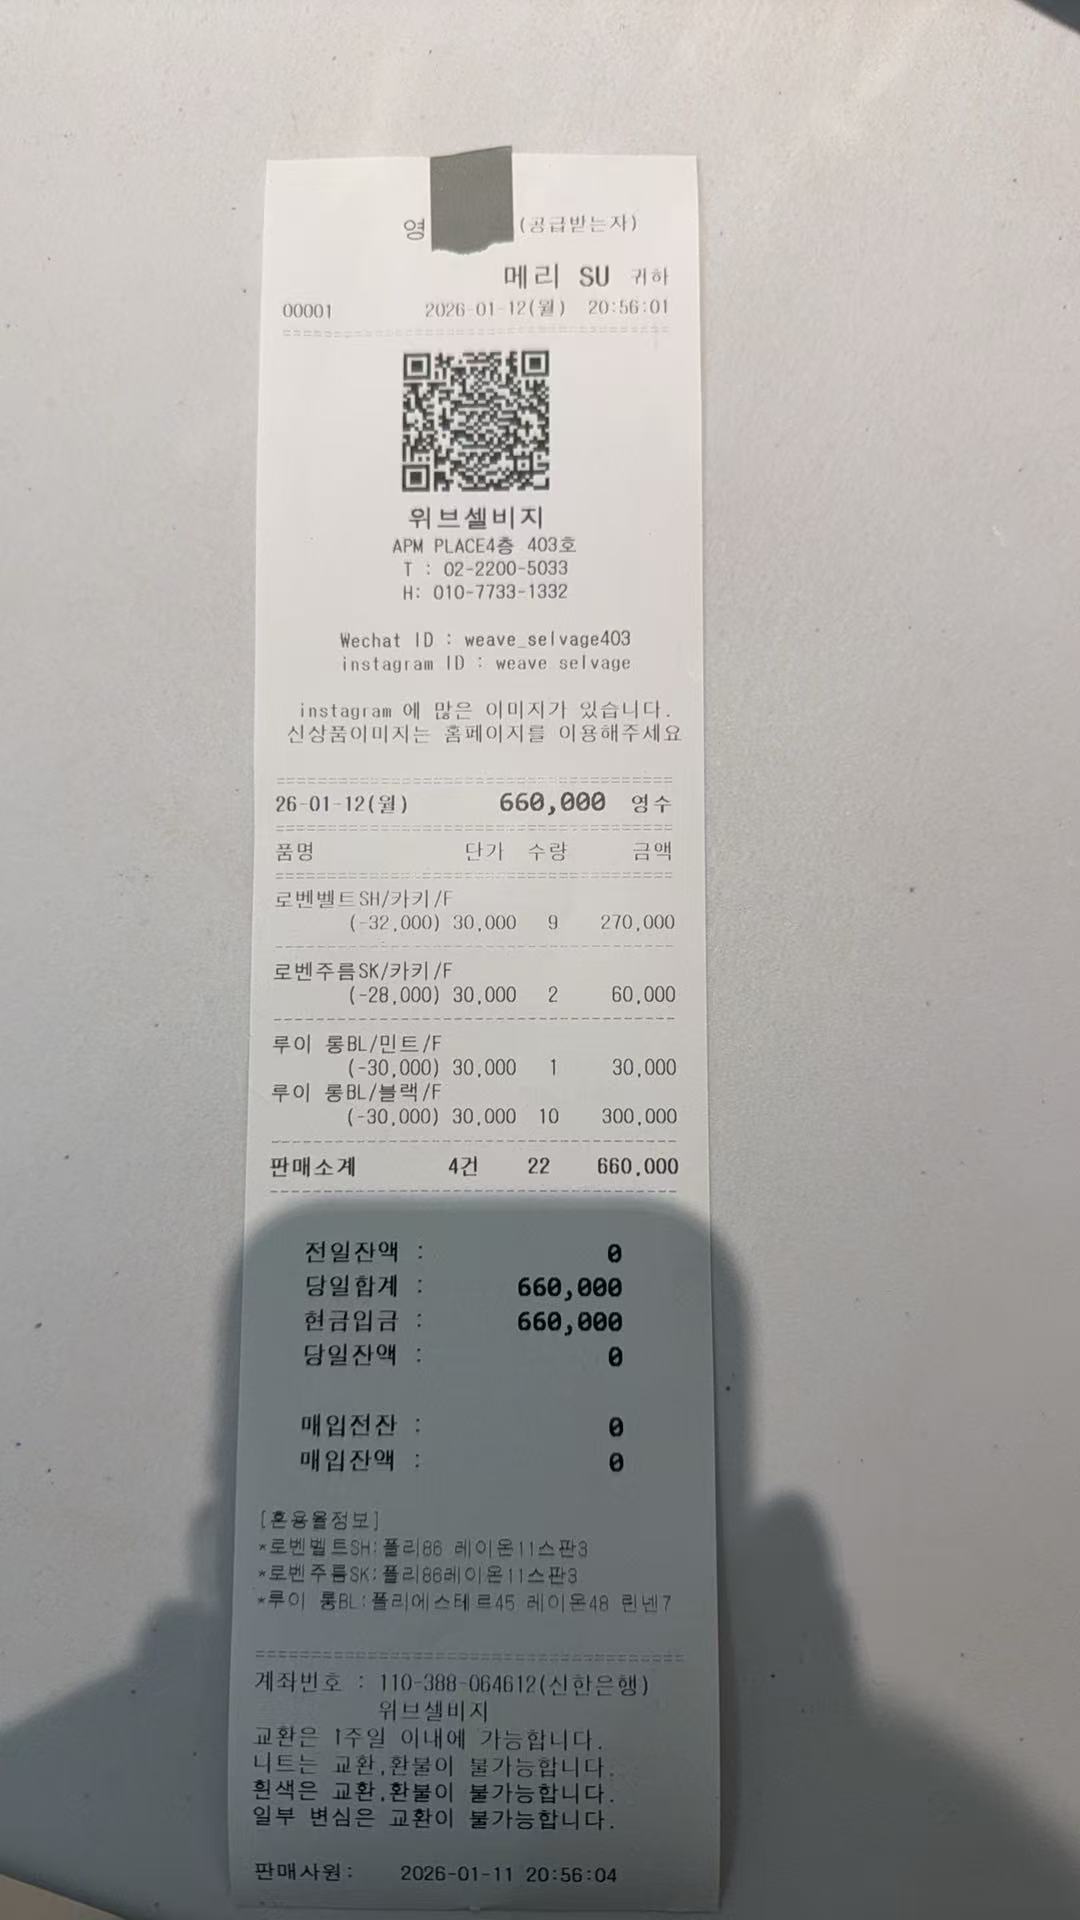 영 (공급받는자)
메리 SU 귀하
00001 2026-01-12(월) 20:56:01
위브셀비지
APM PLACE4층 403호
T : 02-2200-5033
H: 010-7733-1332
Wechat ID : weave_selvage403
instagram ID : weave selvage
instagram 에 많은 이미지가 있습니다.
신상품이미지는 홈페이지를 이용해주세요
26-01-12(월) 660,000 영수
품명 단가 수량 금액
로벤벨트SH/카키/F
(-32,000) 30,000 9 270,000
로벤주름SK/카키/F
(-28,000) 30,000 2 60,000
루이 롱BL/민트/F
(-30,000) 30,000 1 30,000
루이 롱BL/블랙/F
(-30,000) 30,000 10 300,000
판매소계 4건 22 660,000
전일잔액 : 0
당일합계 : 660,000
현금입금 : 660,000
당일잔액 : 0
매입전잔 : 0
매입잔액 : 0
[혼용율정보]
*로벤벨트SH:폴리86 레이온11스판3
*로벤주름SK:폴리86레이온11스판3
*루이 롱BL:폴리에스테르45 레이온48 린넨7
계좌번호 : 110-388-064612(신한은행)
위브셀비지
교환은 1주일 이내에 가능합니다.
니트는 교환,환불이 불가능합니다.
흰색은 교환,환불이 불가능합니다.
일부 변심은 교환이 불가능합니다.
판매사원: 2026-01-11 20:56:04